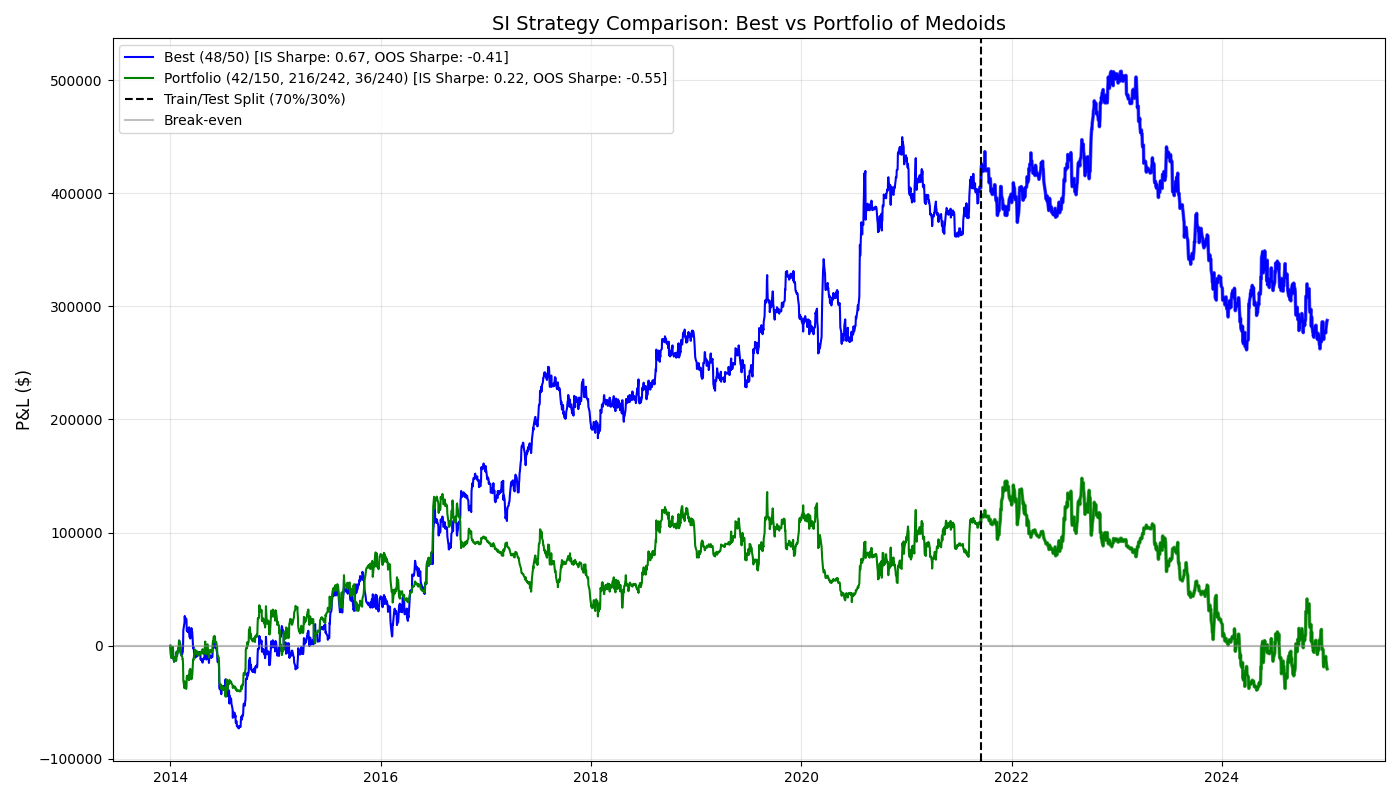 SI Strategy Comparison: Best vs Portfolio of Medoids
Best (48/50) [IS Sharpe: 0.67, OOS Sharpe: -0.41]
Portfolio (42/150, 216/242, 36/240) [IS Sharpe: 0.22, OOS Sharpe: -0.55]
Train/Test Split (70%/30%)
Break-even
P&L ($)
500000
400000
300000
200000
100000
0
−100000
2014 2016 2018 2020 2022 2024